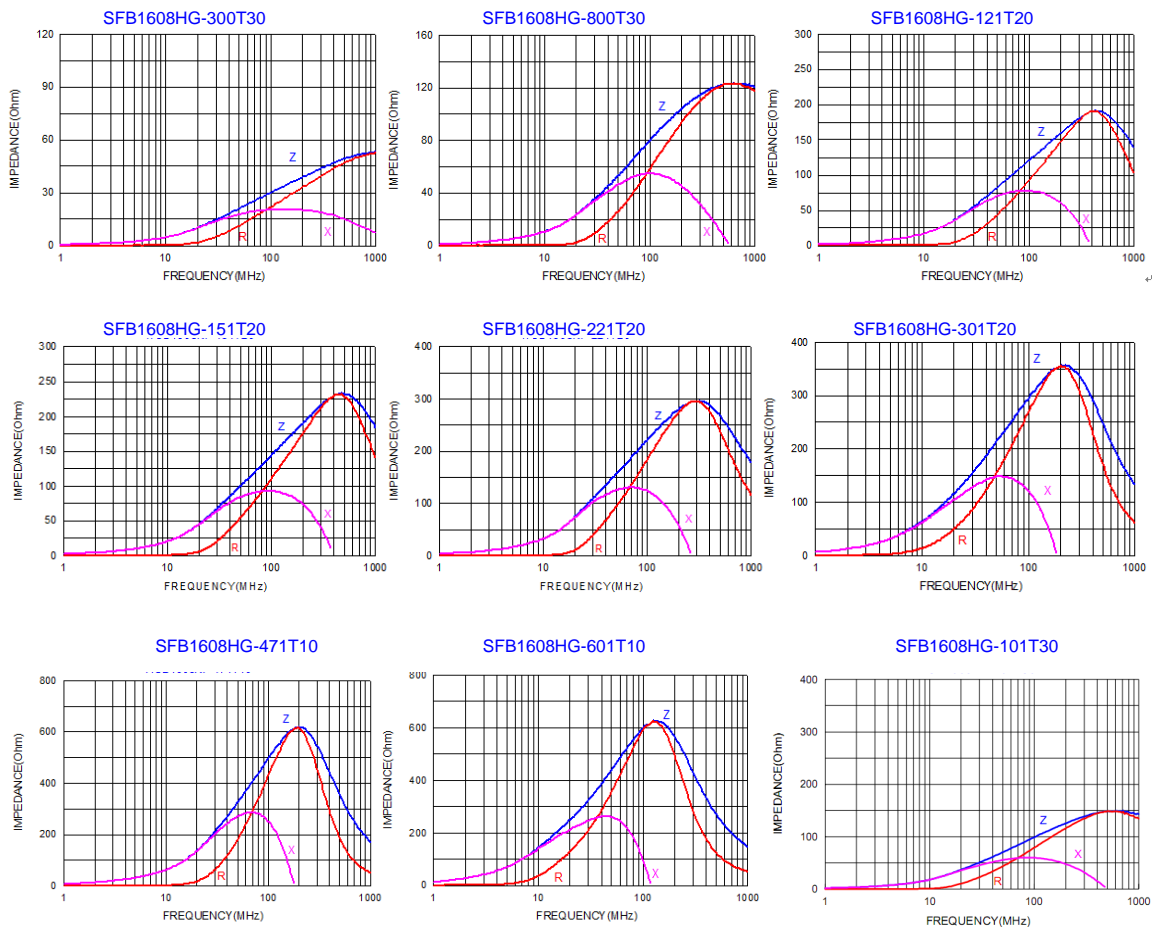 SFB1608HG-300T30
120
90
60
30
0
IMPEDANCE(Ohm)
Z
R
X
1 10 100 1000
FREQUENCY(MHz)
SFB1608HG-800T30
160
120
80
40
0
IMPEDANCE(Ohm)
Z
R
X
1 10 100 1000
FREQUENCY(MHz)
SFB1608HG-121T20
300
250
200
150
100
50
0
IMPEDANCE(Ohm)
Z
R
X
1 10 100 1000
FREQUENCY(MHz)
SFB1608HG-151T20
300
250
200
150
100
50
0
IMPEDANCE(Ohm)
Z
R
X
1 10 100 1000
FREQUENCY(MHz)
SFB1608HG-221T20
400
300
200
100
0
IMPEDANCE(Ohm)
Z
R
X
1 10 100 1000
FREQUENCY(MHz)
SFB1608HG-301T20
400
300
200
100
0
IMPEDANCE(Ohm)
Z
R
X
1 10 100 1000
FREQUENCY(MHz)
SFB1608HG-471T10
800
600
400
200
0
IMPEDANCE(Ohm)
Z
R
X
1 10 100 1000
FREQUENCY(MHz)
SFB1608HG-601T10
800
600
400
200
0
IMPEDANCE(Ohm)
Z
R
X
1 10 100 1000
FREQUENCY(MHz)
SFB1608HG-101T30
400
300
200
150
100
50
0
IMPEDANCE(Ohm)
Z
R
X
1 10 100 1000
FREQUENCY(MHz)